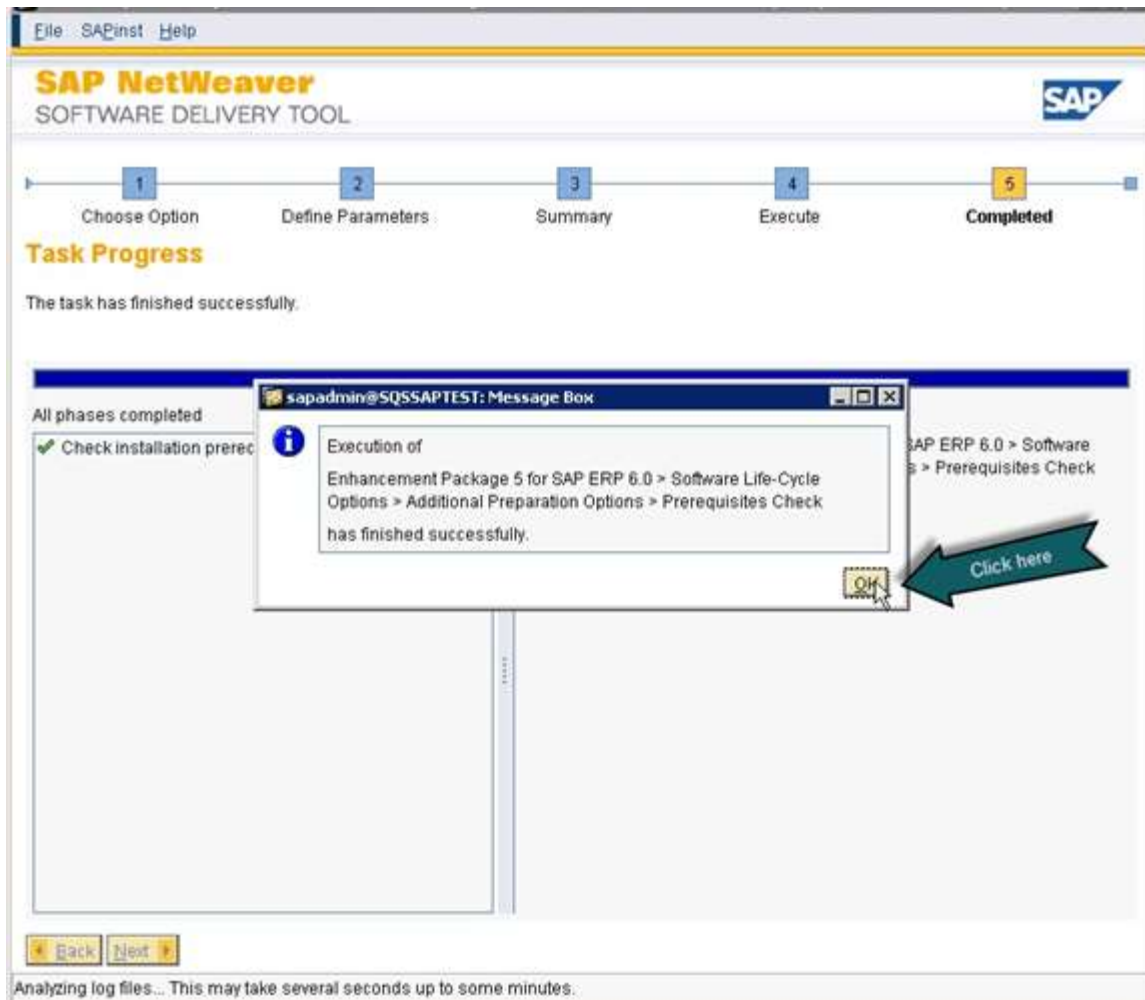 File SAPinst Help
SAP NetWeaver
SOFTWARE DELIVERY TOOL
SAP
1 2 3 4 5
Choose Option Define Parameters Summary Execute Completed
Task Progress
The task has finished successfully.
sapadmin@SQSSAPTEST: Message Box
All phases completed
Check installation prerec
Execution of
Enhancement Package 5 for SAP ERP 6.0 > Software Life-Cycle
Options > Additional Preparation Options > Prerequisites Check
has finished successfully.
SAP ERP 6.0 > Software
s > Prerequisites Check
OK
Click here
Back Next
Analyzing log files... This may take several seconds up to some minutes.